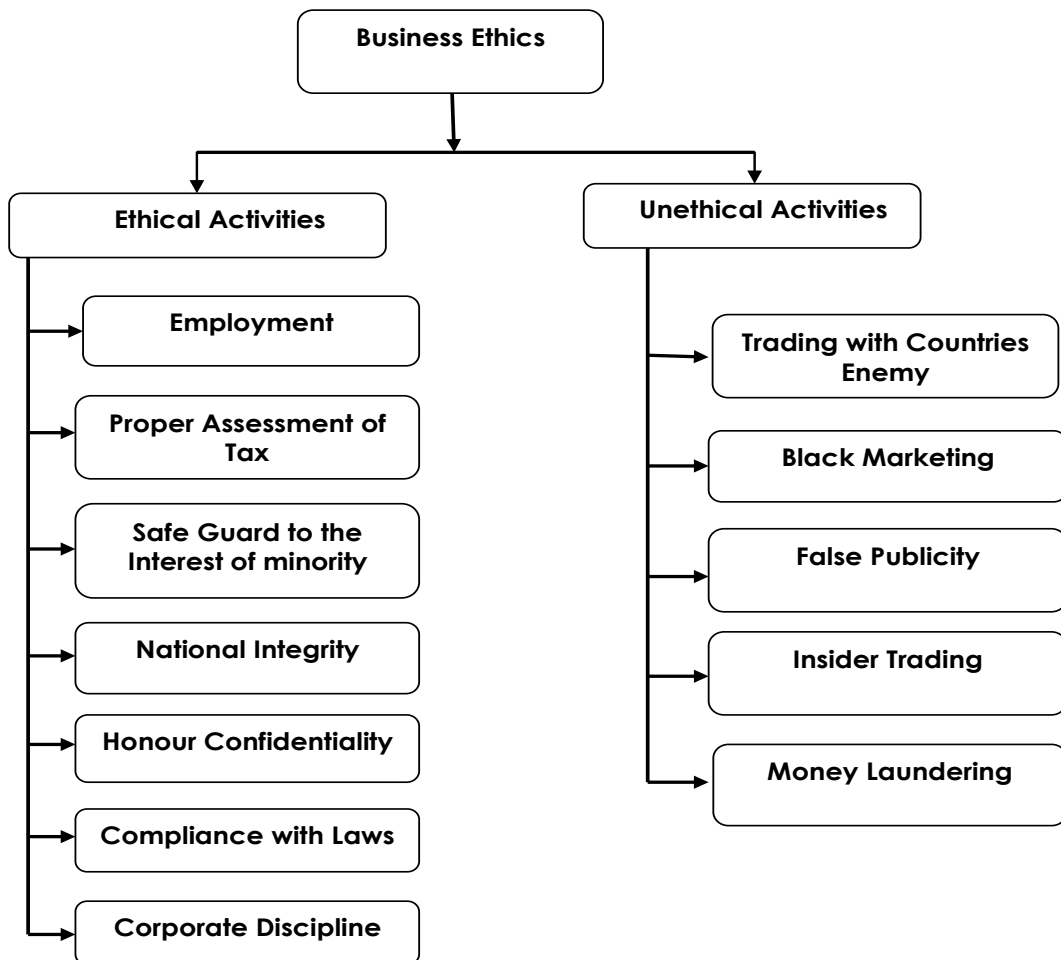 Business Ethics
Ethical Activities
Unethical Activities
Employment
Proper Assessment of
Tax
Safe Guard to the
Interest of minority
National Integrity
Honour Confidentiality
Compliance with Laws
Corporate Discipline
Trading with Countries
Enemy
Black Marketing
False Publicity
Insider Trading
Money Laundering